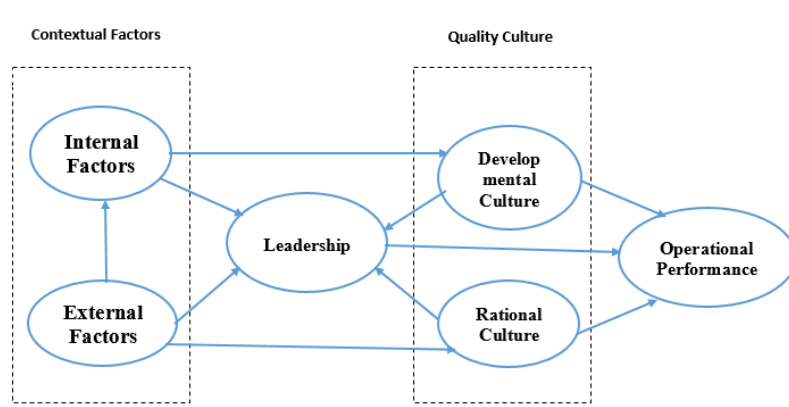 Contextual Factors
Quality Culture
Internal
Factors
Develop
mental
Culture
Leadership
Operational
Performance
External
Factors
Rational
Culture